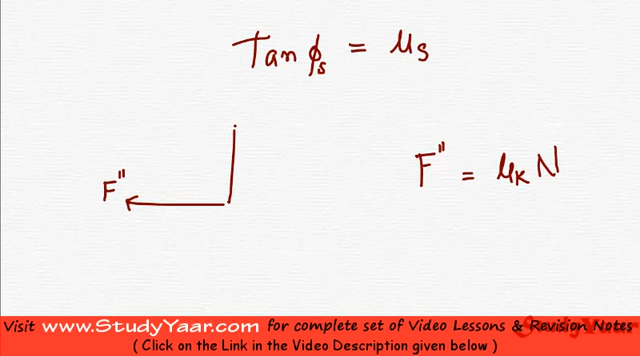 Tan ϕs = μs
F" F" = μK N
StudyYaar
Visit www.StudyYaar.com for complete set of Video Lessons & Revision Notes
( Click on the Link in the Video Description given below )